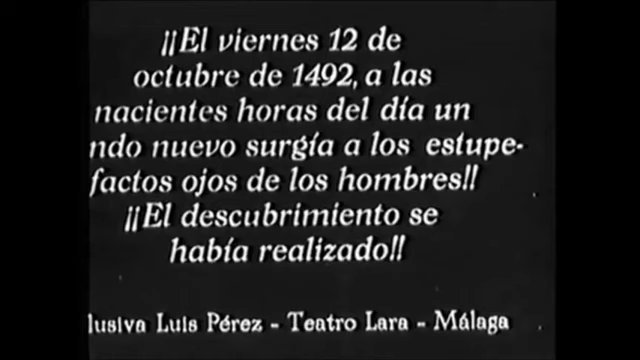 ¡¡El viernes 12 de
octubre de 1492, a las
nacientes horas del día un
ndo nuevo surgía a los estupe-
factos ojos de los hombres!!
¡¡El descubrimiento se
había realizado!!
lusiva Luis Pérez - Teatro Lara - Málaga